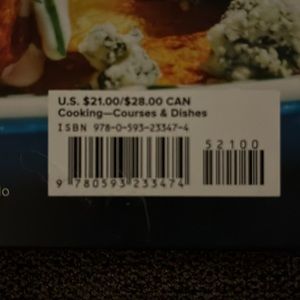 U.S. $21.00/$28.00 CAN
Cooking—Courses & Dishes
ISBN 978-0-593-23347-4
52100
9 780593 233474